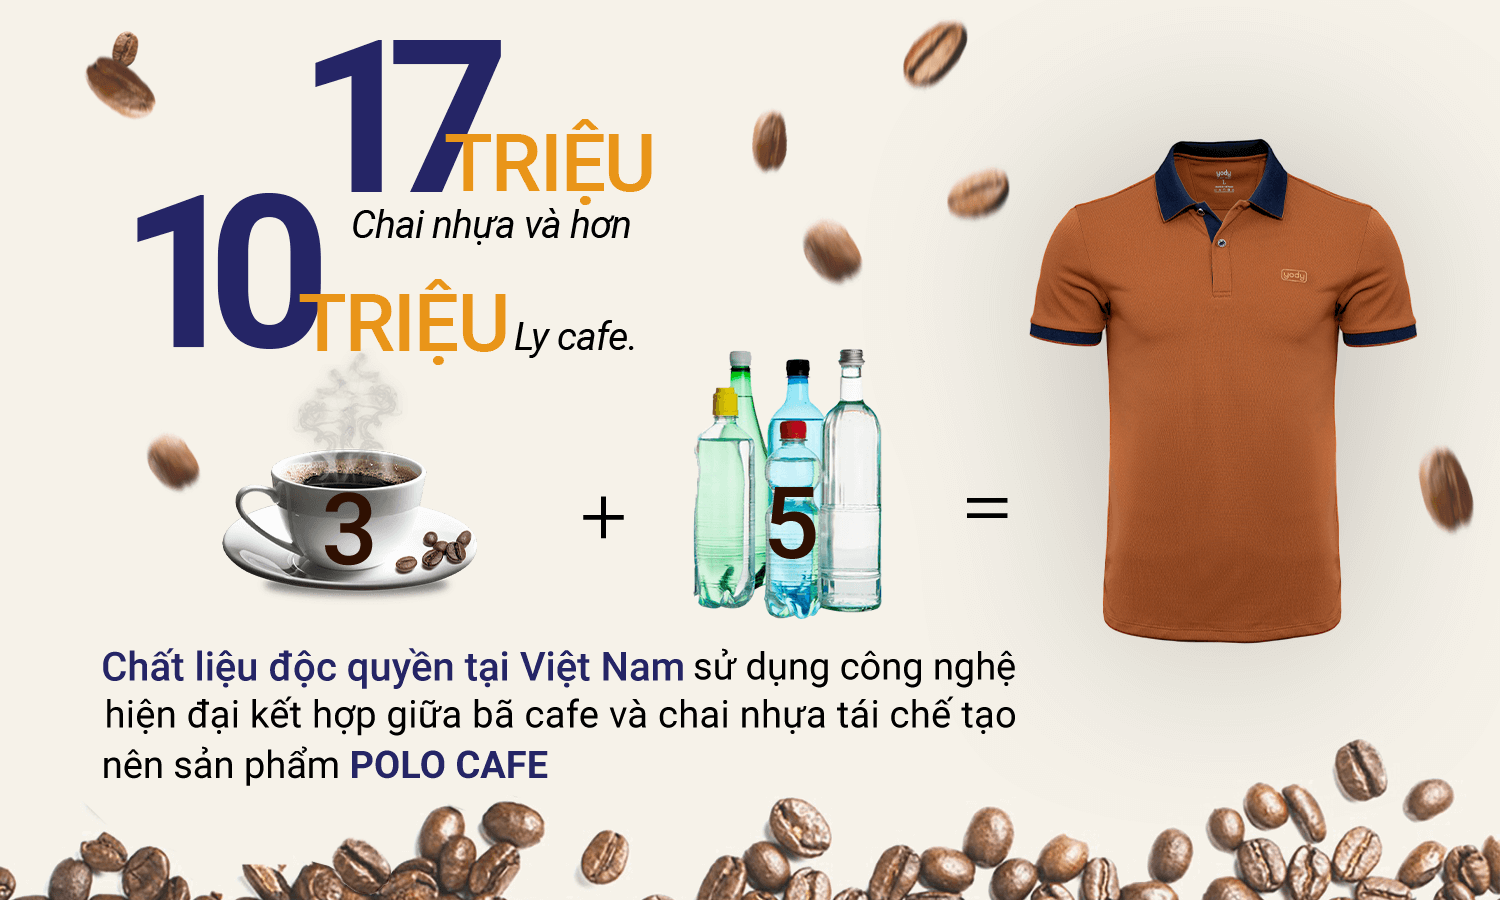 17 TRIỆU
Chai nhựa và hơn
10 TRIỆU Ly cafe.
3 + 5 =
yody
L
yody
Chất liệu độc quyền tại Việt Nam sử dụng công nghệ
hiện đại kết hợp giữa bã cafe và chai nhựa tái chế tạo
nên sản phẩm POLO CAFE